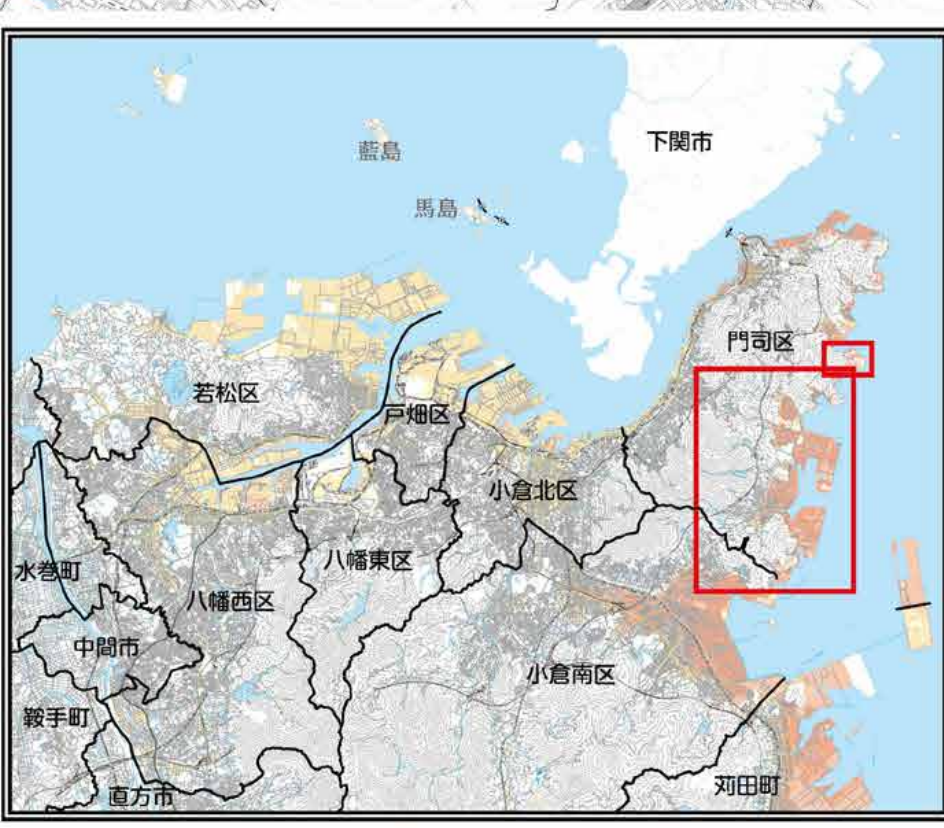 下関市
藍島
馬島
門司区
若松区
戸畑区
小倉北区
八幡東区
水巻町
八幡西区
中間市
小倉南区
鞍手町
苅田町
直方市